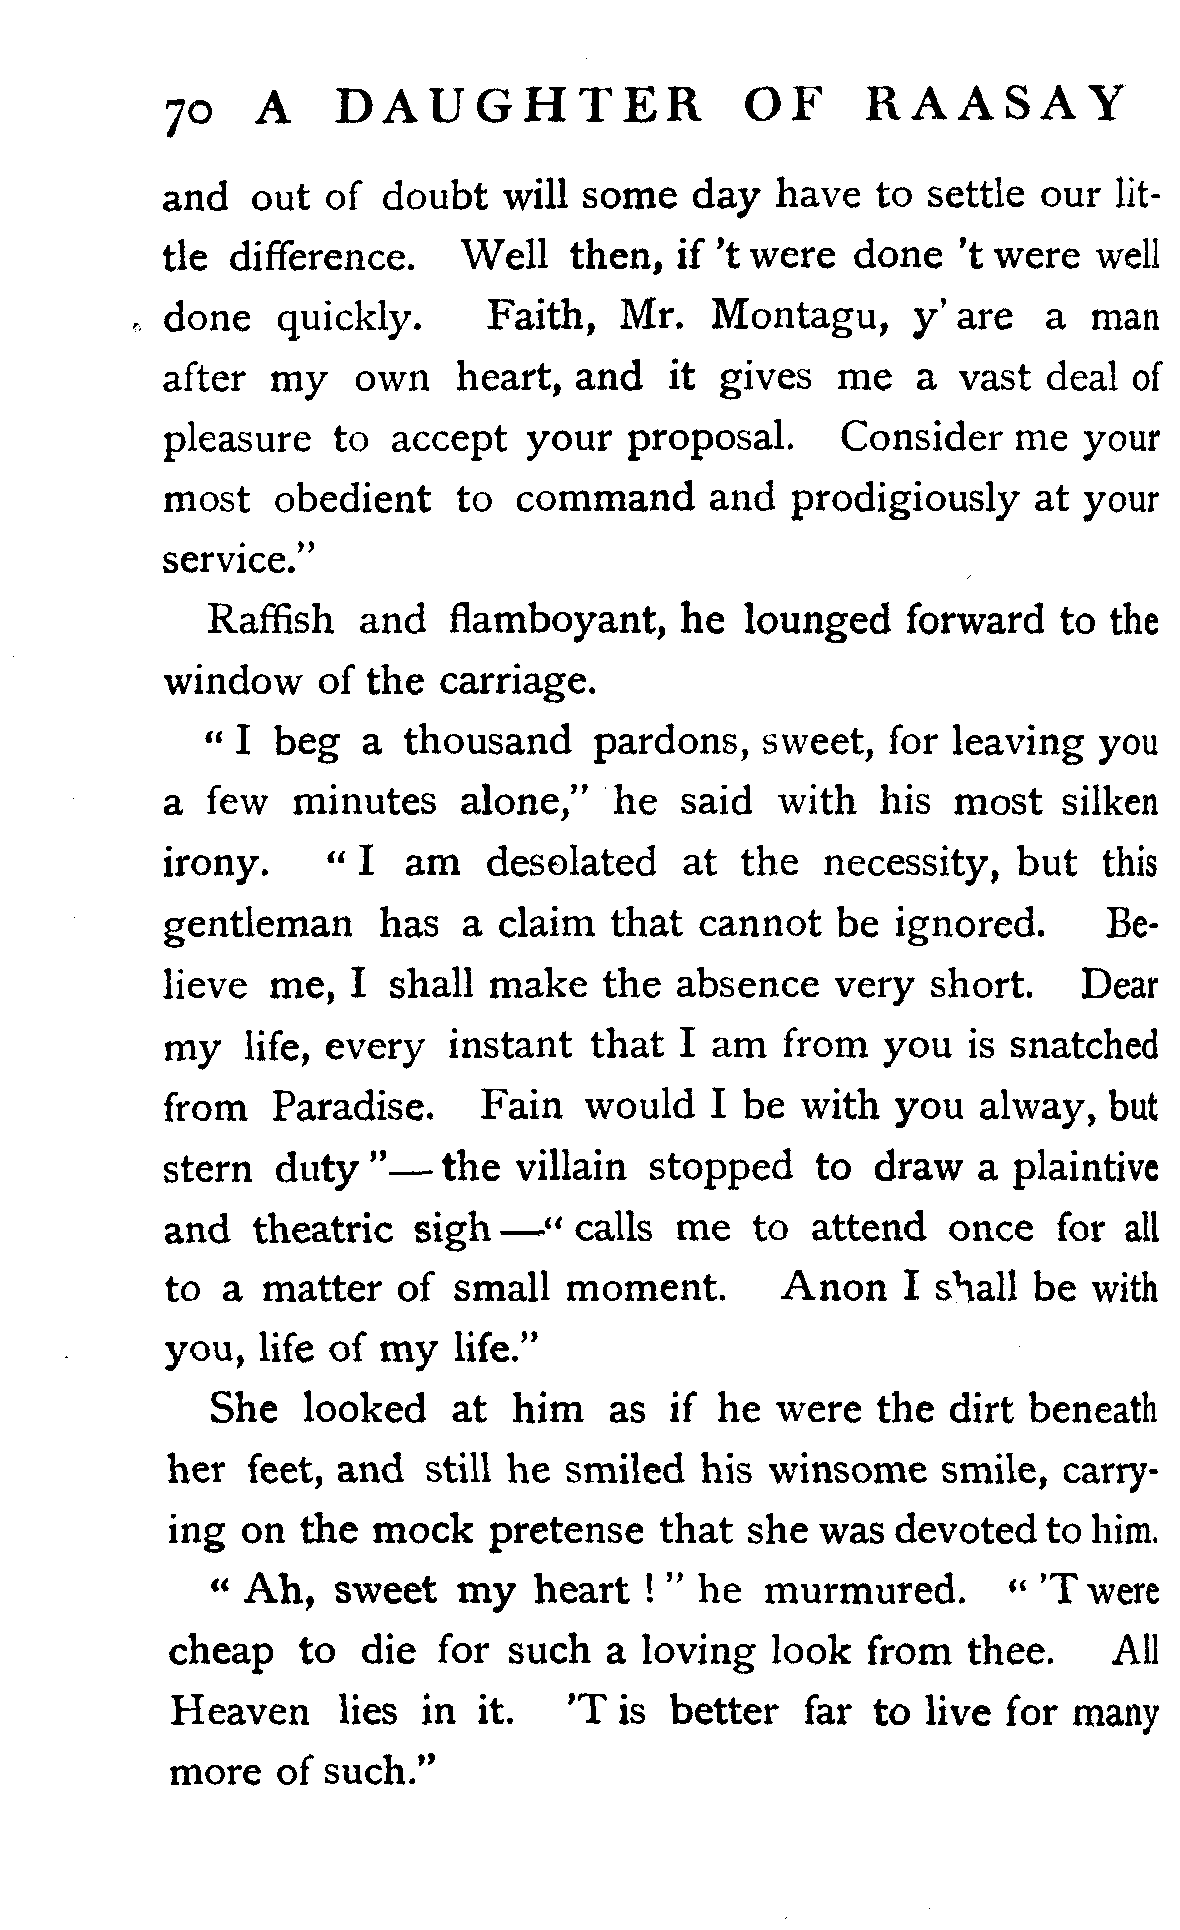 70 A DAUGHTER OF RAASAY
and out of doubt will some day have to settle our lit-
tle difference. Well then, if 't were done 't were well
done quickly. Faith, Mr. Montagu, y' are a man
after my own heart, and it gives me a vast deal of
pleasure to accept your proposal. Consider me your
most obedient to command and prodigiously at your
service."
Raffish and flamboyant, he lounged forward to the
window of the carriage.
"I beg a thousand pardons, sweet, for leaving you
a few minutes alone," he said with his most silken
irony. "I am desolated at the necessity, but this
gentleman has a claim that cannot be ignored. Be-
lieve me, I shall make the absence very short. Dear
my life, every instant that I am from you is snatched
from Paradise. Fain would I be with you alway, but
stern duty"—the villain stopped to draw a plaintive
and theatric sigh—"calls me to attend once for all
to a matter of small moment. Anon I shall be with
you, life of my life."
She looked at him as if he were the dirt beneath
her feet, and still he smiled his winsome smile, carry-
ing on the mock pretense that she was devoted to him.
"Ah, sweet my heart!" he murmured. "'T were
cheap to die for such a loving look from thee. All
Heaven lies in it. 'T is better far to live for many
more of such."